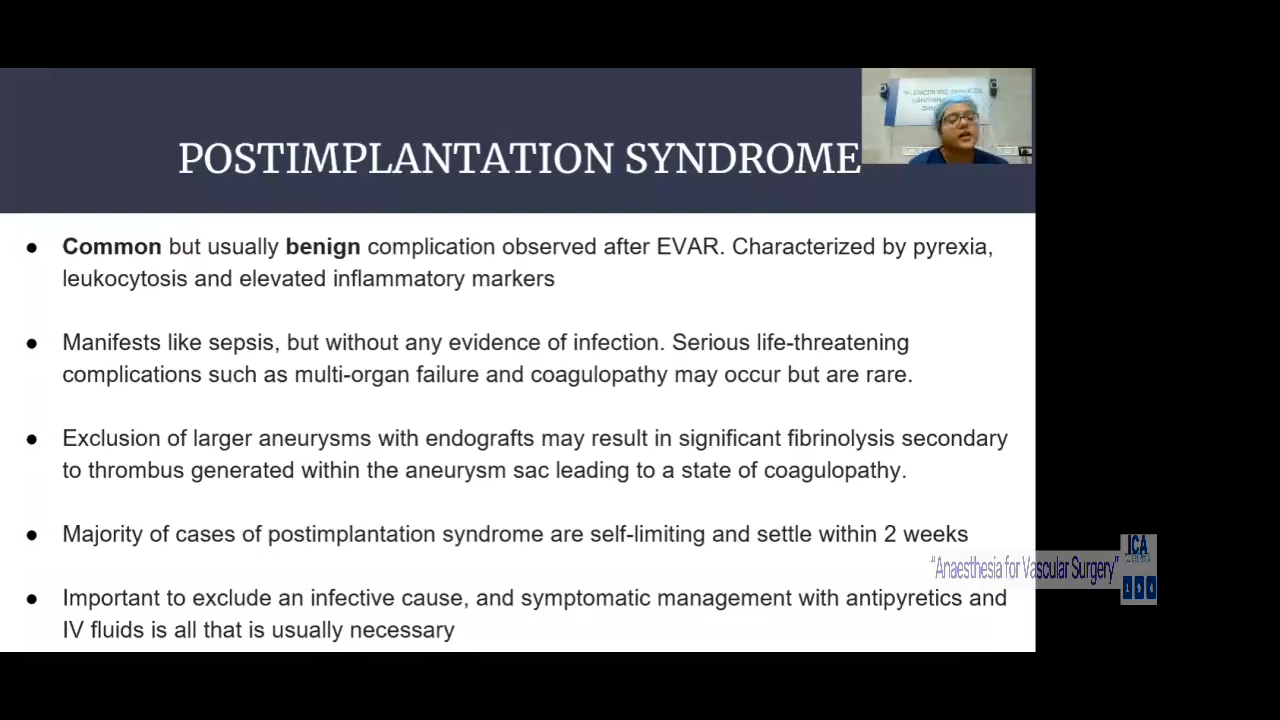 POSTIMPLANTATION SYNDROME
● Common but usually benign complication observed after EVAR. Characterized by pyrexia,
leukocytosis and elevated inflammatory markers
● Manifests like sepsis, but without any evidence of infection. Serious life-threatening
complications such as multi-organ failure and coagulopathy may occur but are rare.
● Exclusion of larger aneurysms with endografts may result in significant fibrinolysis secondary
to thrombus generated within the aneurysm sac leading to a state of coagulopathy.
● Majority of cases of postimplantation syndrome are self-limiting and settle within 2 weeks
"Anaesthesia for Vascular Surgery"
ICA
● Important to exclude an infective cause, and symptomatic management with antipyretics and
IV fluids is all that is usually necessary